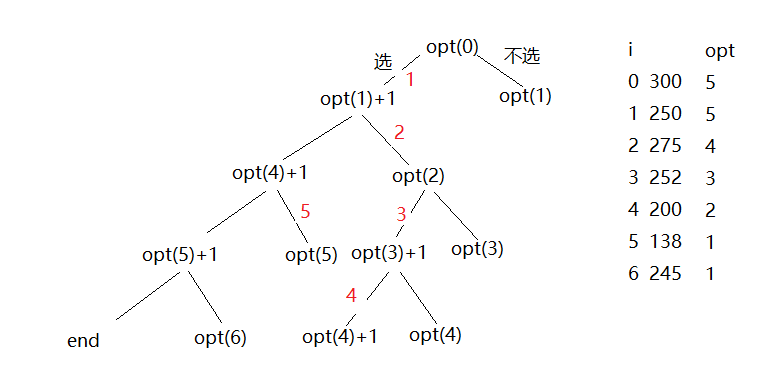 opt(0)
选
不选
1
opt(1)+1
opt(1)
2
opt(4)+1
opt(2)
5
3
opt(5)+1
opt(5)
opt(3)+1
opt(3)
4
end
opt(6)
opt(4)+1
opt(4)
i opt
0 300 5
1 250 5
2 275 4
3 252 3
4 200 2
5 138 1
6 245 1